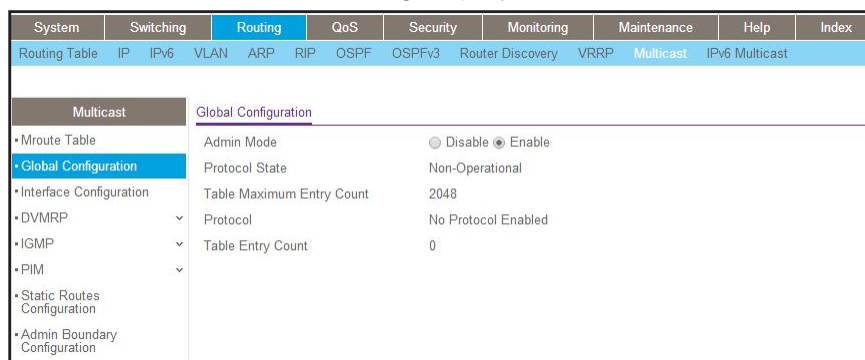 System Switching Routing QoS Security Monitoring Maintenance Help Index
Routing Table IP IPv6 VLAN ARP RIP OSPF OSPFv3 Router Discovery VRRP Multicast IPv6 Multicast
Multicast
Mroute Table
Global Configuration
Interface Configuration
DVMRP
IGMP
PIM
Static Routes
Configuration
Admin Boundary
Configuration
Global Configuration
Admin Mode Disable Enable
Protocol State Non-Operational
Table Maximum Entry Count 2048
Protocol No Protocol Enabled
Table Entry Count 0